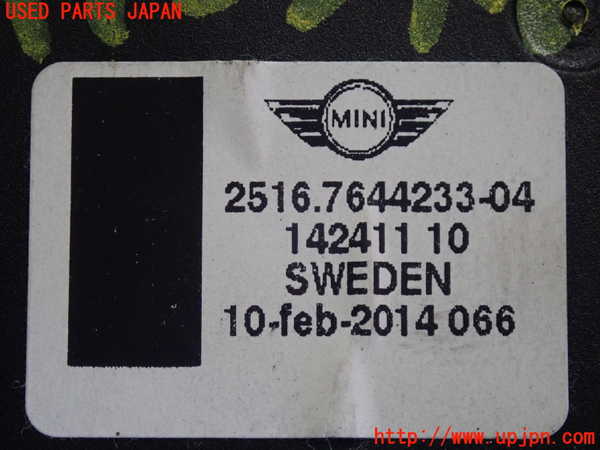 USED PARTS JAPAN
MINI
2516.7644233-04
142411 10
SWEDEN
10-feb-2014 066
http://www.upjpn.com